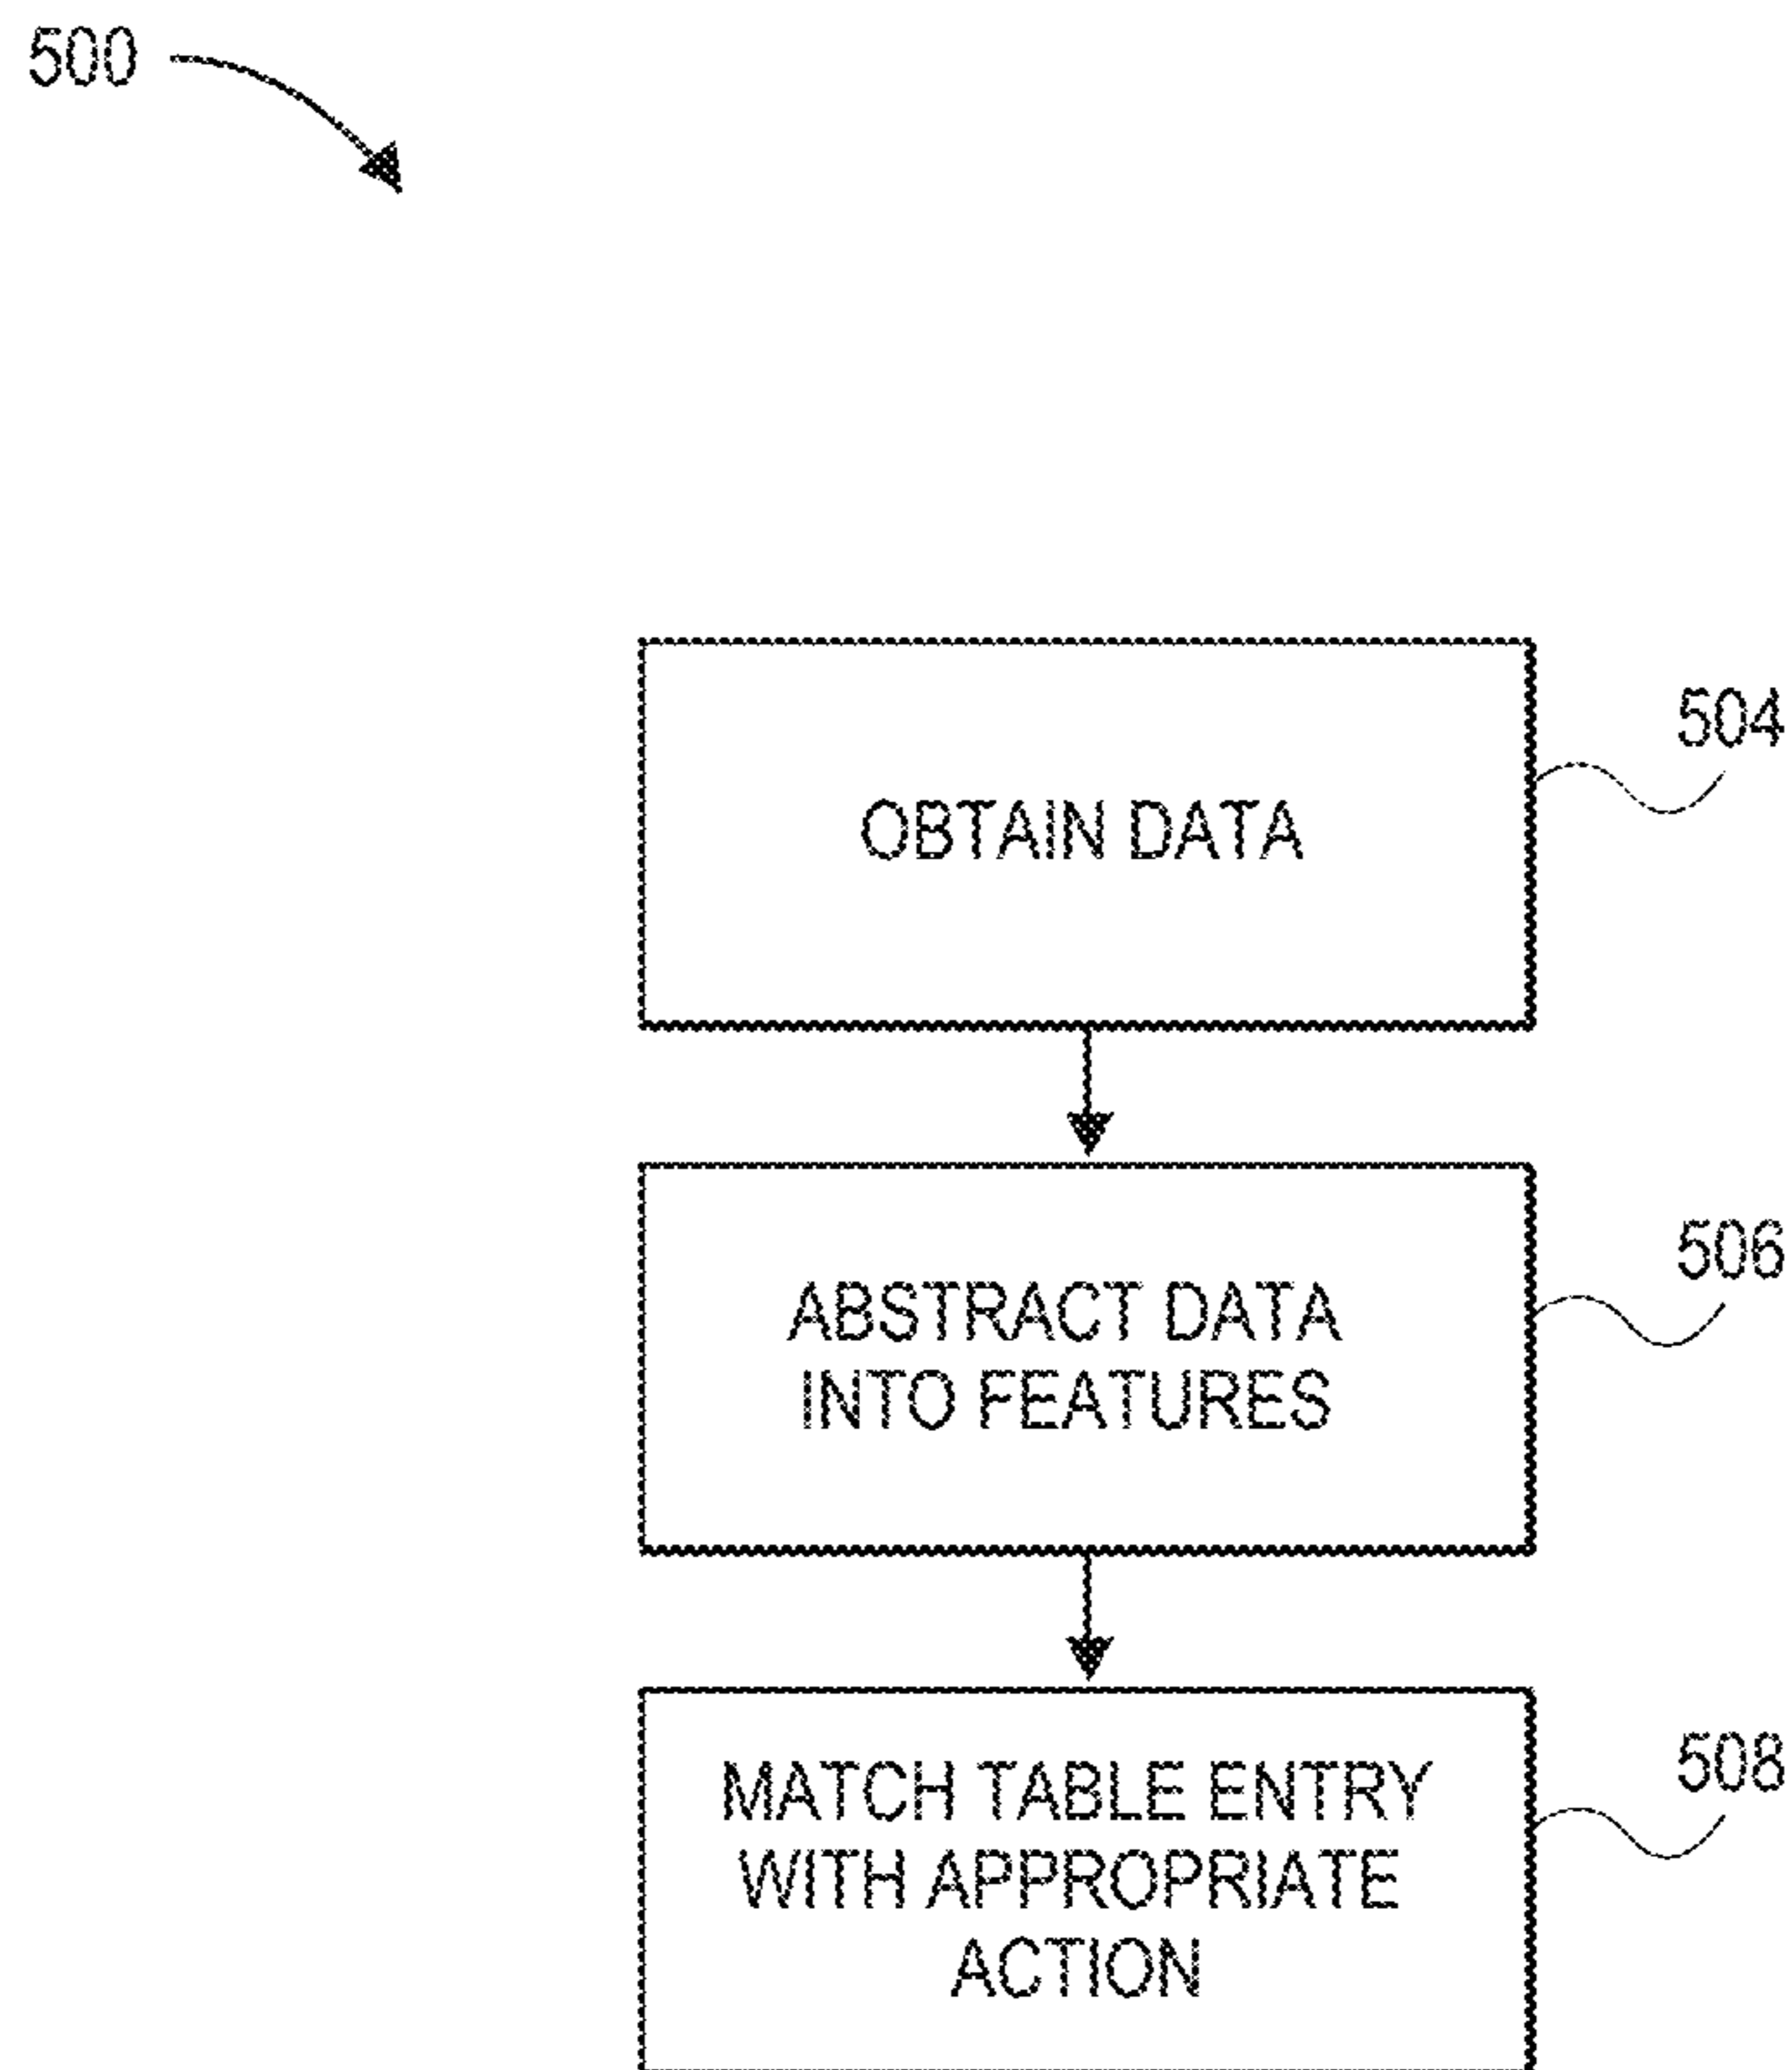 500
504
OBTAIN DATA
506
ABSTRACT DATA
INTO FEATURES
508
MATCH TABLE ENTRY
WITH APPROPRIATE
ACTION